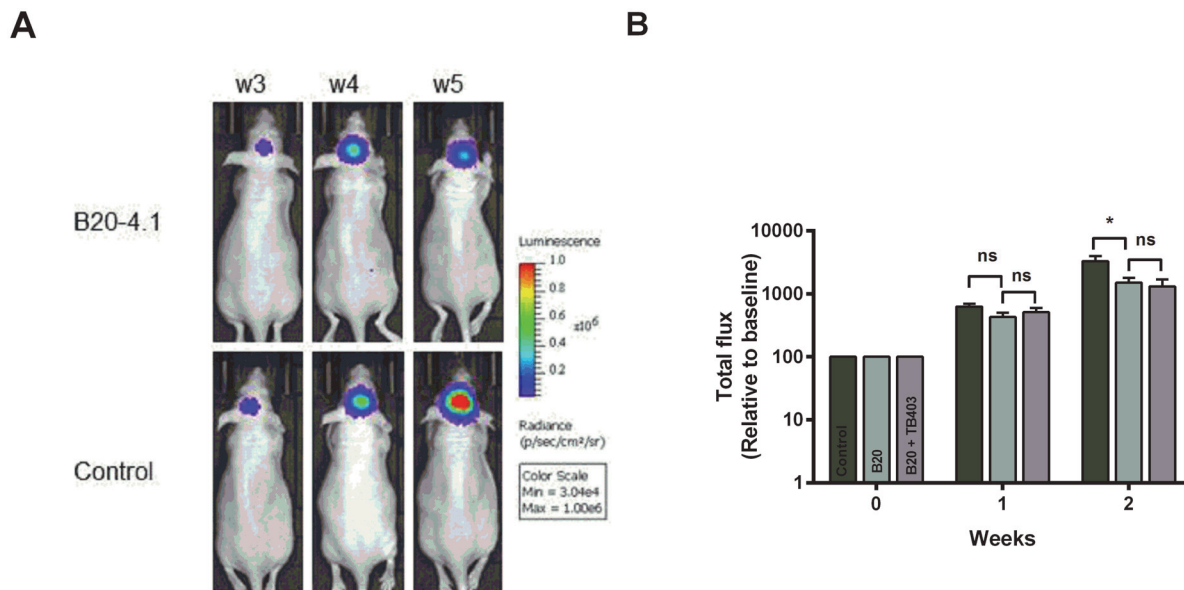 A
B
w3 w4 w5
B20-4.1
Control
Luminescence
1.0
0.8
0.6
x10⁶
0.4
0.2
Radiance
(p/sec/cm²/sr)
Color Scale
Min = 3.04e4
Max = 1.00e6
Total flux
(Relative to baseline)
10000
1000
100
10
1
Control
B20
B20 + TB403
ns
ns
*
ns
0 1 2
Weeks